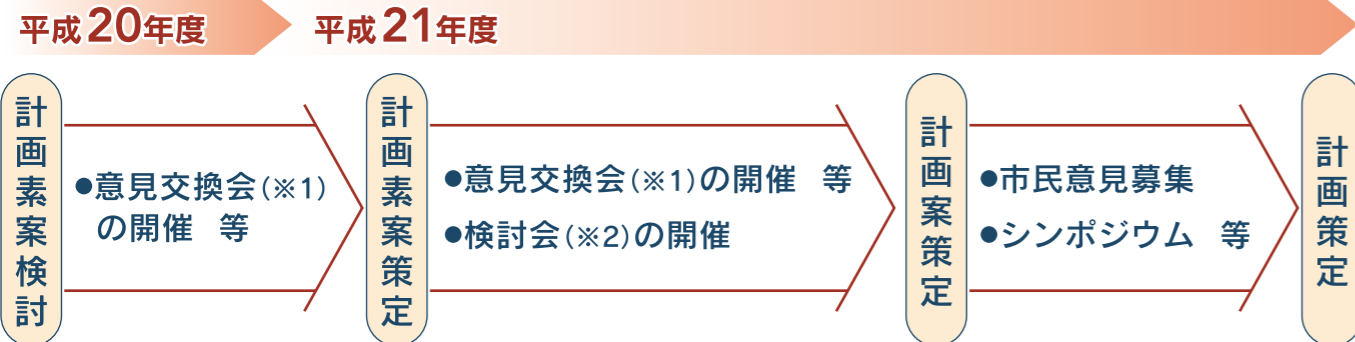 平成20年度
平成21年度
計画素案検討
●意見交換会(※1)
の開催 等
計画素案策定
●意見交換会(※1)の開催 等
●検討会(※2)の開催
計画案策定
●市民意見募集
●シンポジウム 等
計画策定